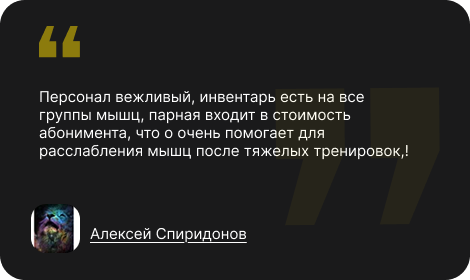 Персонал вежливый, инвентарь есть на все
группы мышц, парная входит в стоимость
абонимента, что о очень помогает для
расслабления мышц после тяжелых тренировок,!
Алексей Спиридонов